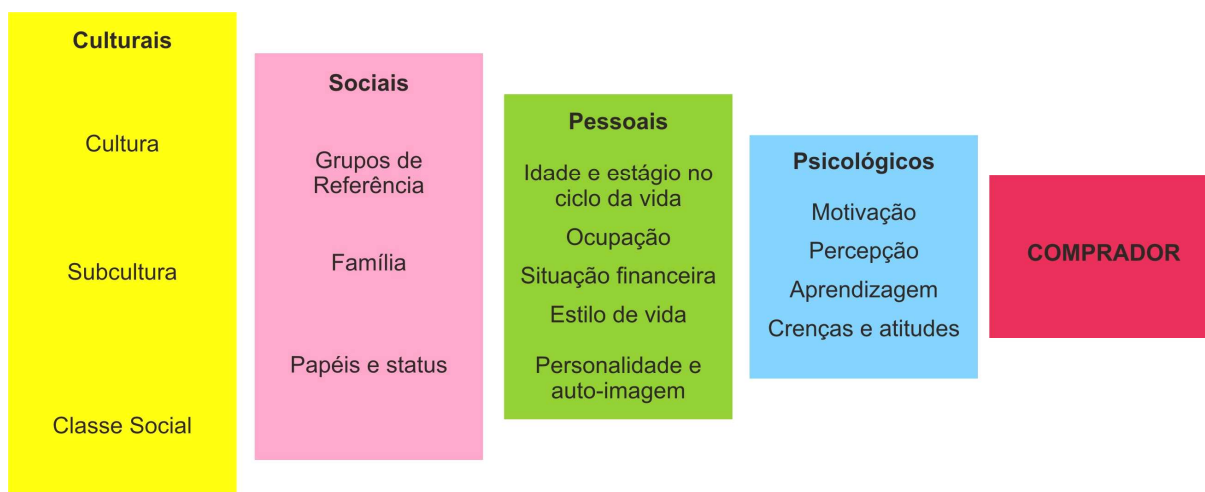 Culturais
Cultura
Subcultura
Classe Social
Sociais
Grupos de
Referência
Família
Papéis e status
Pessoais
Idade e estágio no
ciclo da vida
Ocupação
Situação financeira
Estilo de vida
Personalidade e
auto-imagem
Psicológicos
Motivação
Percepção
Aprendizagem
Crenças e atitudes
COMPRADOR